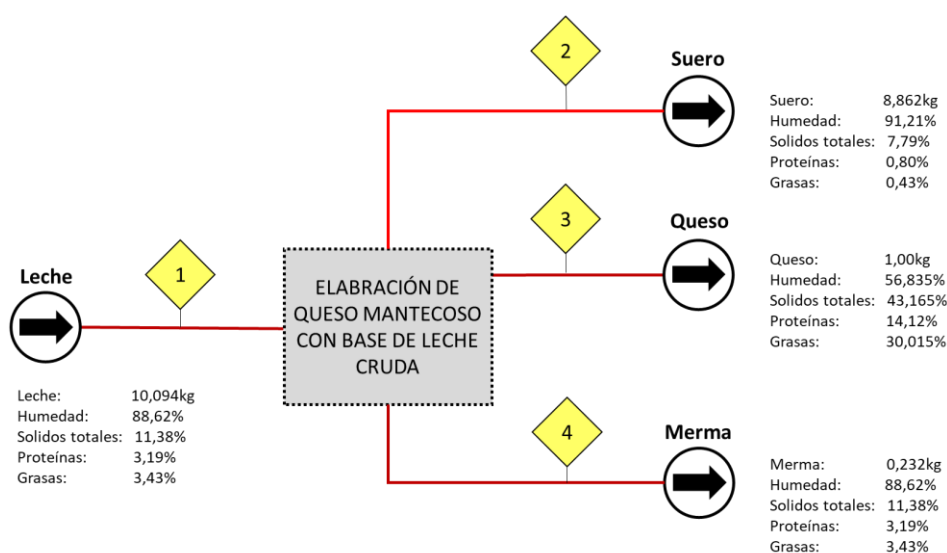 2
Suero
Suero: 8,862kg
Humedad: 91,21%
Solidos totales: 7,79%
Proteínas: 0,80%
Grasas: 0,43%
3
Queso
Queso: 1,00kg
Humedad: 56,835%
Solidos totales: 43,165%
Proteínas: 14,12%
Grasas: 30,015%
1
Leche
Leche: 10,094kg
Humedad: 88,62%
Solidos totales: 11,38%
Proteínas: 3,19%
Grasas: 3,43%
ELABRACIÓN DE
QUESO MANTECOSO
CON BASE DE LECHE
CRUDA
4
Merma
Merma: 0,232kg
Humedad: 88,62%
Solidos totales: 11,38%
Proteínas: 3,19%
Grasas: 3,43%